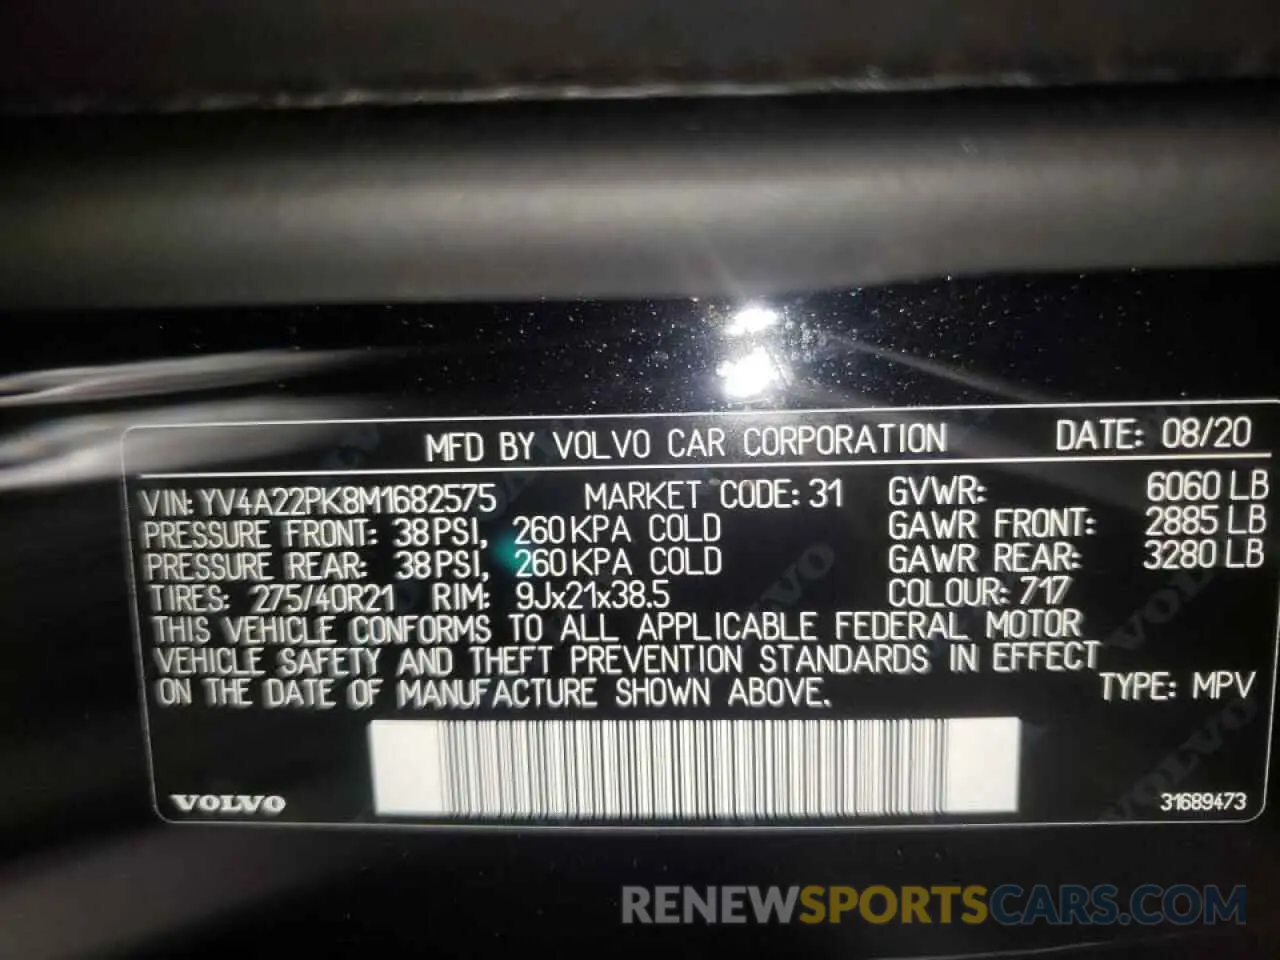 MFD BY VOLVO CAR CORPORATION DATE: 08/20
VIN: YV4A22PK8M1682575 MARKET CODE: 31 GVWR: 6060 LB
PRESSURE FRONT: 38 PSI, 260 KPA COLD GAWR FRONT: 2885 LB
PRESSURE REAR: 38 PSI, 260 KPA COLD GAWR REAR: 3280 LB
TIRES: 275/40R21 RIM: 9Jx21x38.5 COLOUR: 717
THIS VEHICLE CONFORMS TO ALL APPLICABLE FEDERAL MOTOR
VEHICLE SAFETY AND THEFT PREVENTION STANDARDS IN EFFECT
ON THE DATE OF MANUFACTURE SHOWN ABOVE. TYPE: MPV
VOLVO 31689473
RENEWSPORTSCARS.COM